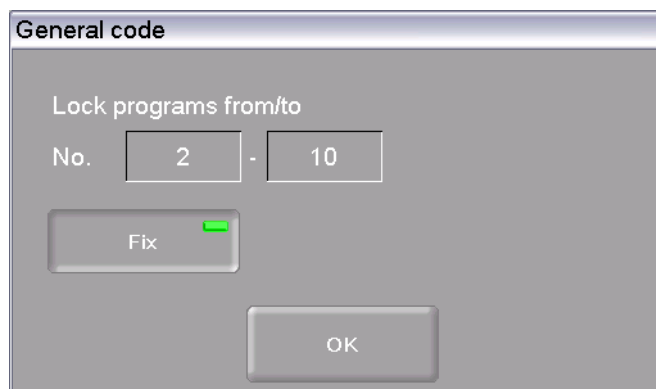 General code
Lock programs from/to
No. 2 - 10
Fix
OK